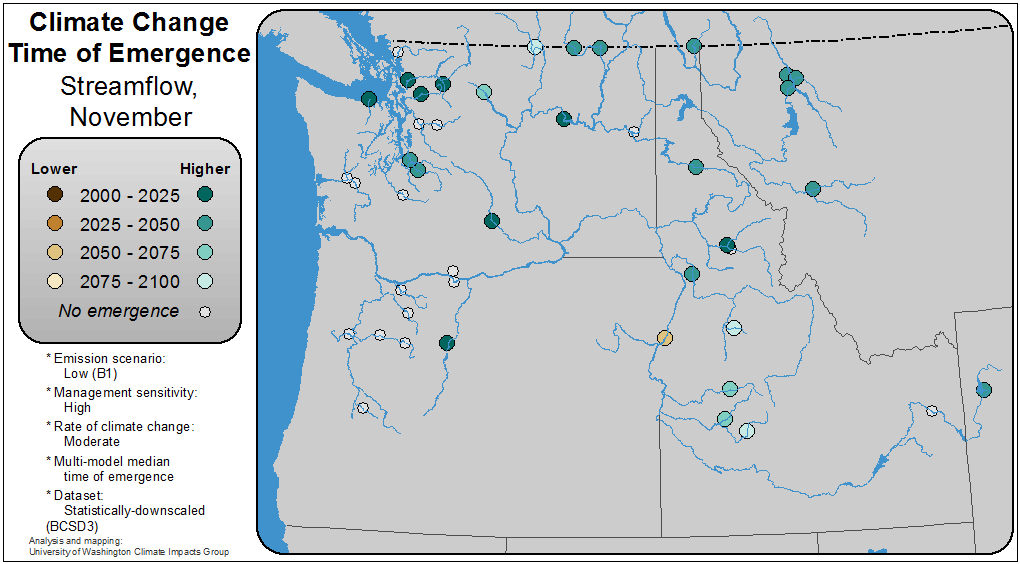 Climate Change
Time of Emergence
Streamflow,
November
Lower Higher
2000 - 2025
2025 - 2050
2050 - 2075
2075 - 2100
No emergence
* Emission scenario:
Low (B1)
* Management sensitivity:
High
* Rate of climate change:
Moderate
* Multi-model median
time of emergence
* Dataset:
Statistically-downscaled
(BCSD3)
Analysis and mapping:
University of Washington Climate Impacts Group